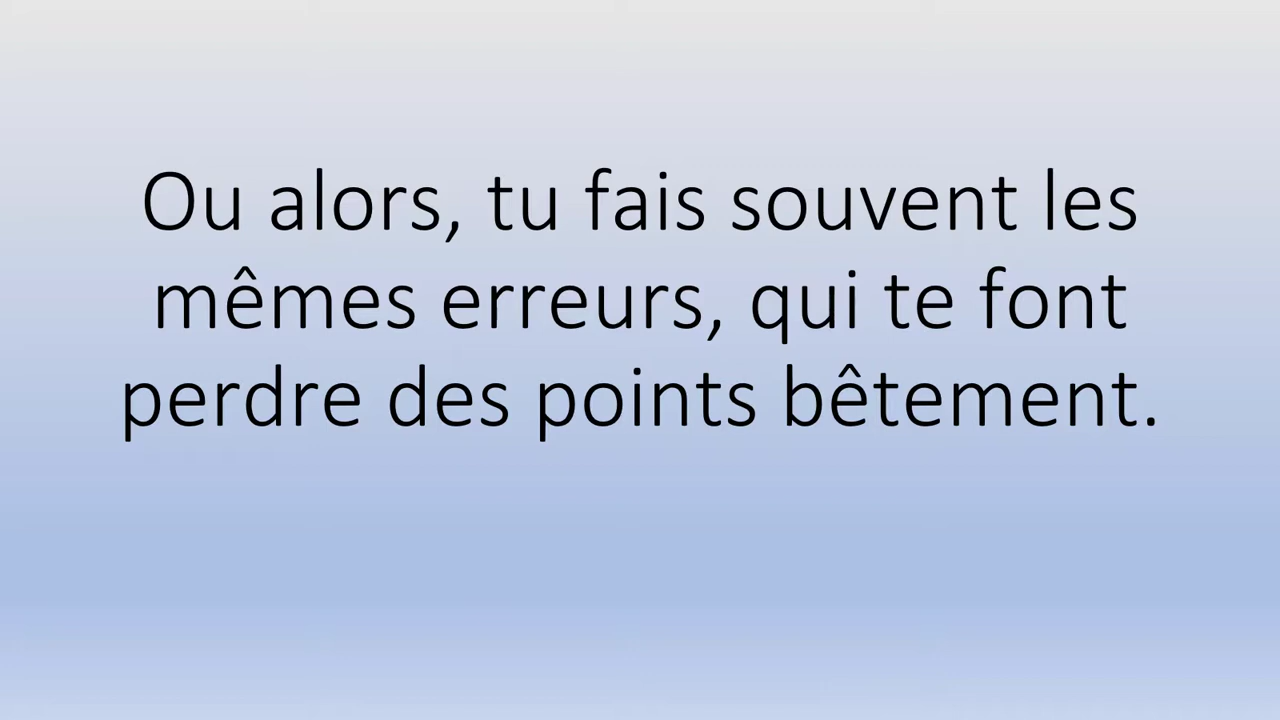 Ou alors, tu fais souvent les
mêmes erreurs, qui te font
perdre des points bêtement.